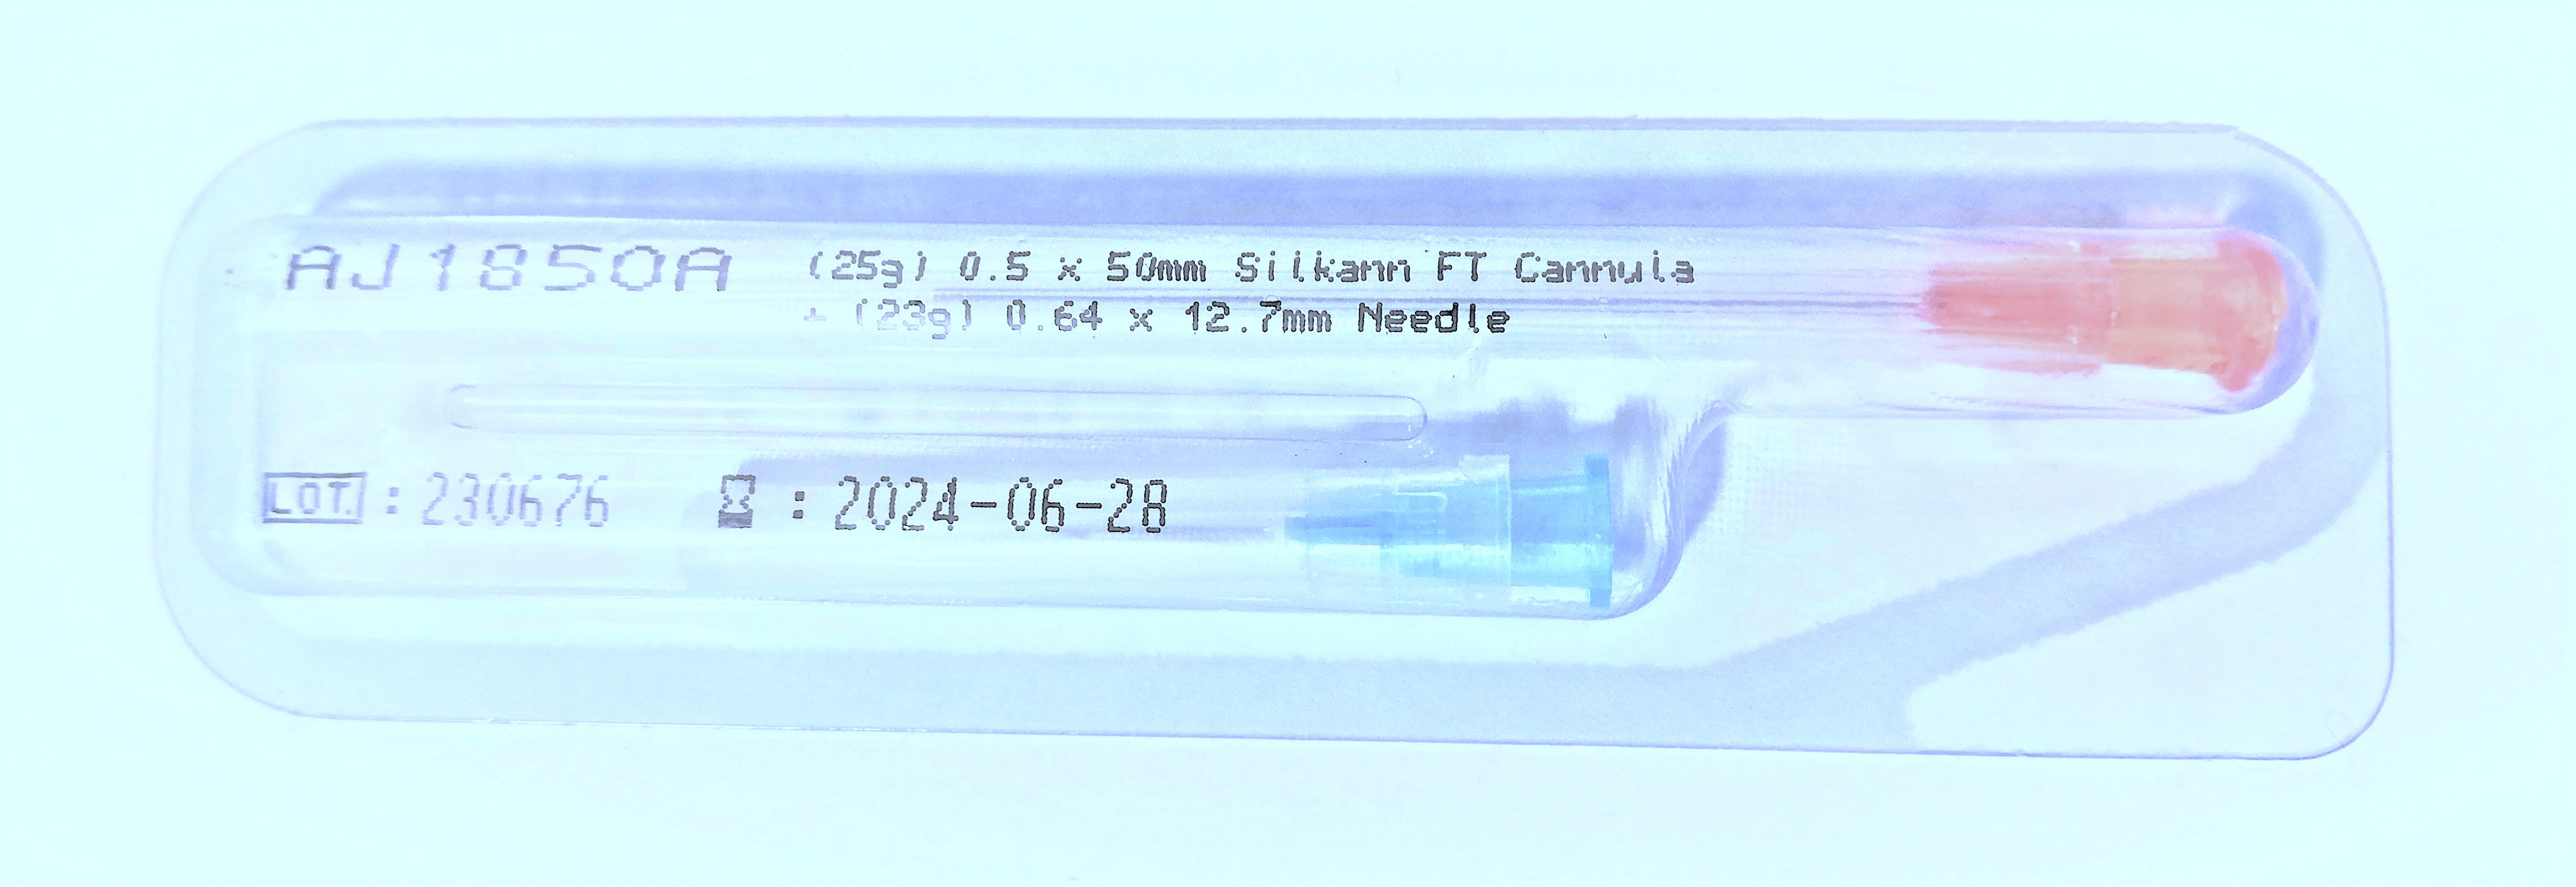 AJ1850A
(25g) 0.5 x 50mm Silkann FT Cannula
+ (23g) 0.64 x 12.7mm Needle
LOT. : 230676
⌛ : 2024-06-28